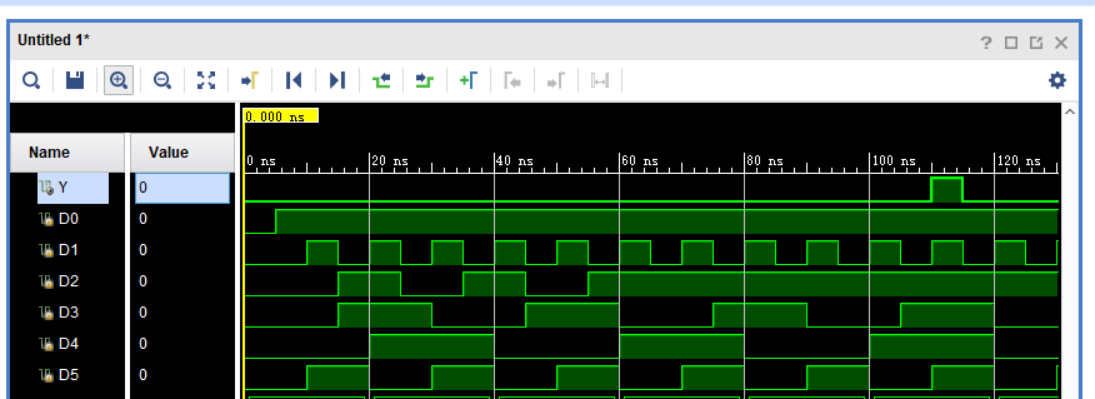 Untitled 1*
0.000 ns
Name Value
0 ns 20 ns 40 ns 60 ns 80 ns 100 ns 120 ns
Y 0
D0 0
D1 0
D2 0
D3 0
D4 0
D5 0